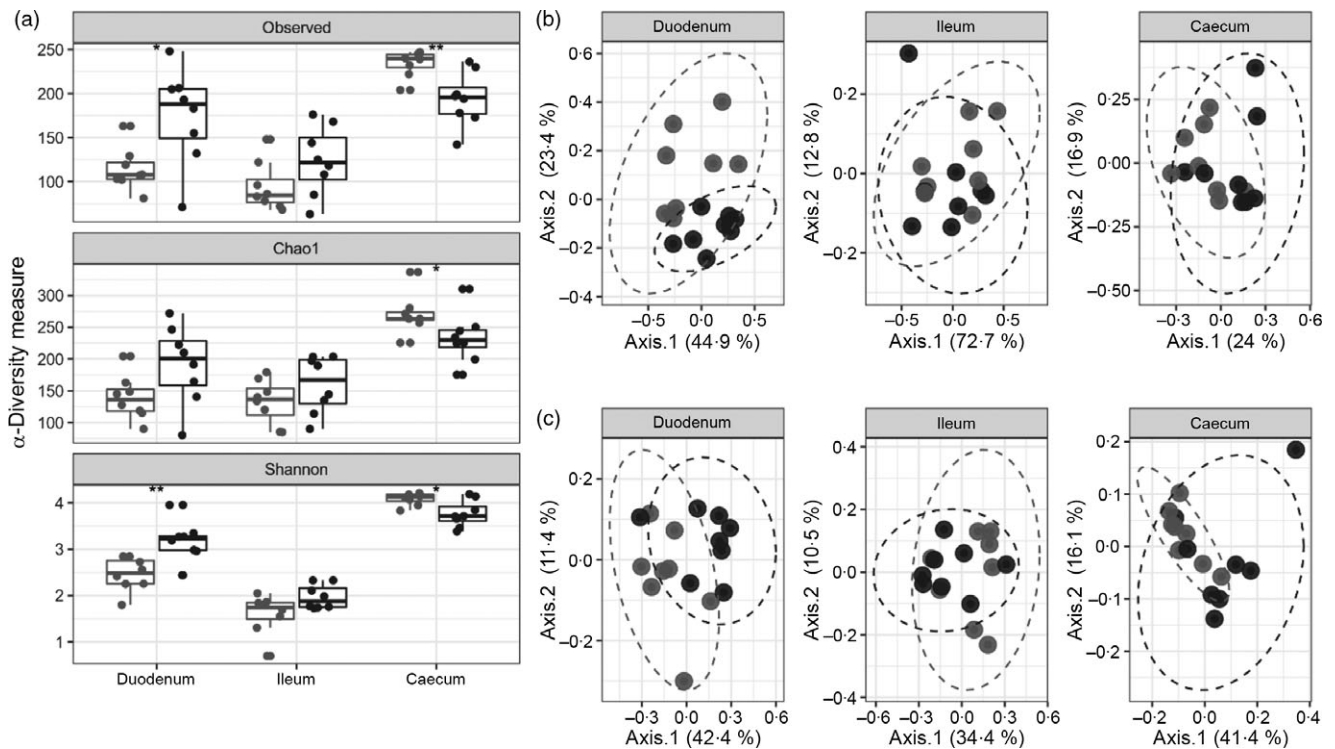 (a)
Observed
*
**
250
200
150
100
Chao1
*
300
250
200
150
100
Shannon
**
*
4
3
2
1
α-Diversity measure
Duodenum Ileum Caecum
(b)
Duodenum
0·6
0·4
0·2
0·0
–0·2
–0·4
Axis.2 (23·4 %)
–0·5 0·0 0·5
Axis.1 (44·9 %)
Ileum
0·2
0·0
–0·2
Axis.2 (12·8 %)
–0·5 0·0 0·5
Axis.1 (72·7 %)
Caecum
0·25
–0·00
–0·25
–0·50
Axis.2 (16·9 %)
–0·3 0·0 0·3 0·6
Axis.1 (24 %)
(c)
Duodenum
0·2
0·0
–0·2
Axis.2 (11·4 %)
–0·3 0·0 0·3 0·6
Axis.1 (42·4 %)
Ileum
0·4
0·2
0·0
–0·2
–0·4
Axis.2 (10·5 %)
–0·6 –0·3 0·0 0·3 0·6
Axis.1 (34·4 %)
Caecum
0·2
0·1
–0·0
–0·1
–0·2
Axis.2 (16·1 %)
–0·2 0·0 0·2 0·4
Axis.1 (41·4 %)